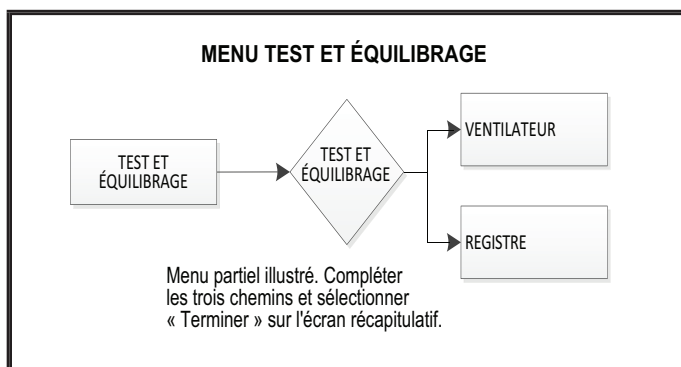 MENU TEST ET ÉQUILIBRAGE
TEST ET
ÉQUILIBRAGE
TEST ET
ÉQUILIBRAGE
VENTILATEUR
REGISTRE
Menu partiel illustré. Compléter
les trois chemins et sélectionner
« Terminer » sur l'écran récapitulatif.